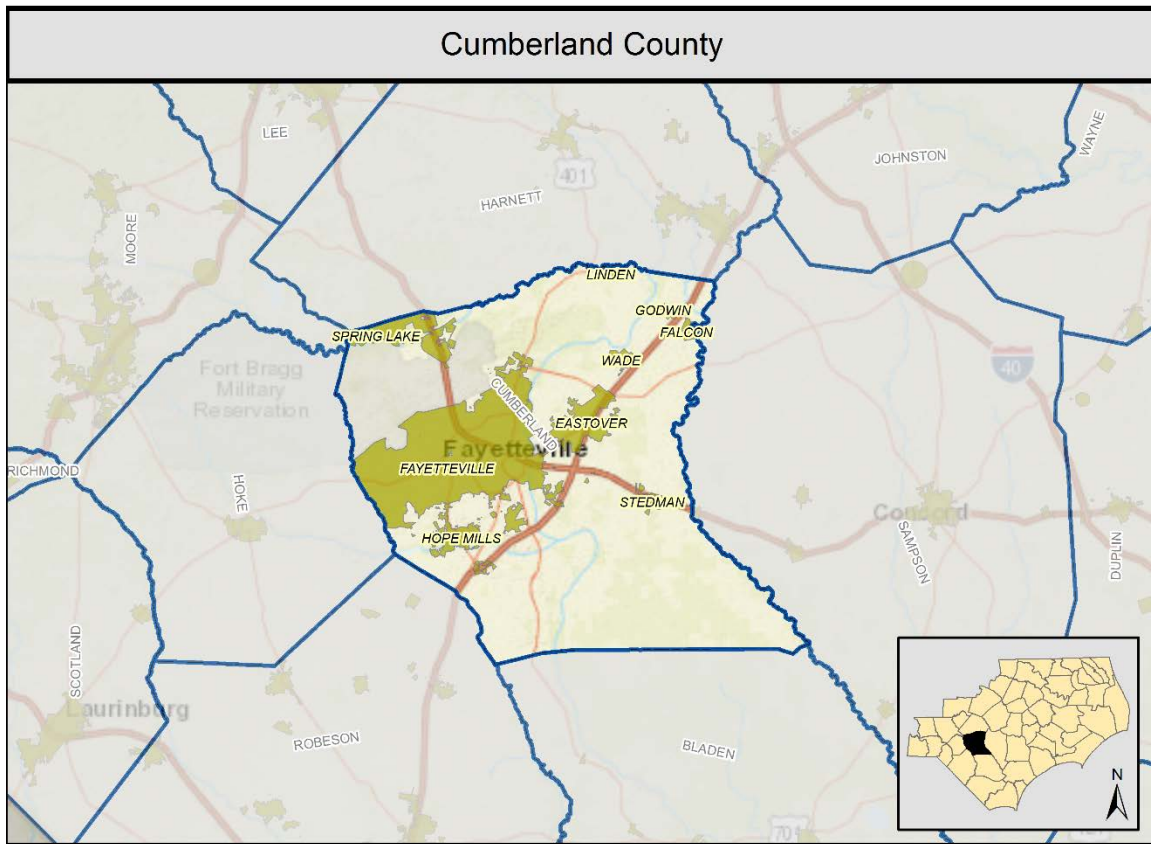 Cumberland County
LEE
WAYNE
JOHNSTON
401
HARNETT
MOORE
LINDEN
GODWIN
FALCON
SPRING LAKE
WADE
40
Fort Bragg
Military
Reservation
CUMBERLAND
EASTOVER
Fayetteville
FAYETTEVILLE
RICHMOND
HOKE
STEDMAN
SAMPSON
DUPLIN
HOPE MILLS
SCOTLAND
Laurinburg
ROBESON
BLADEN
N